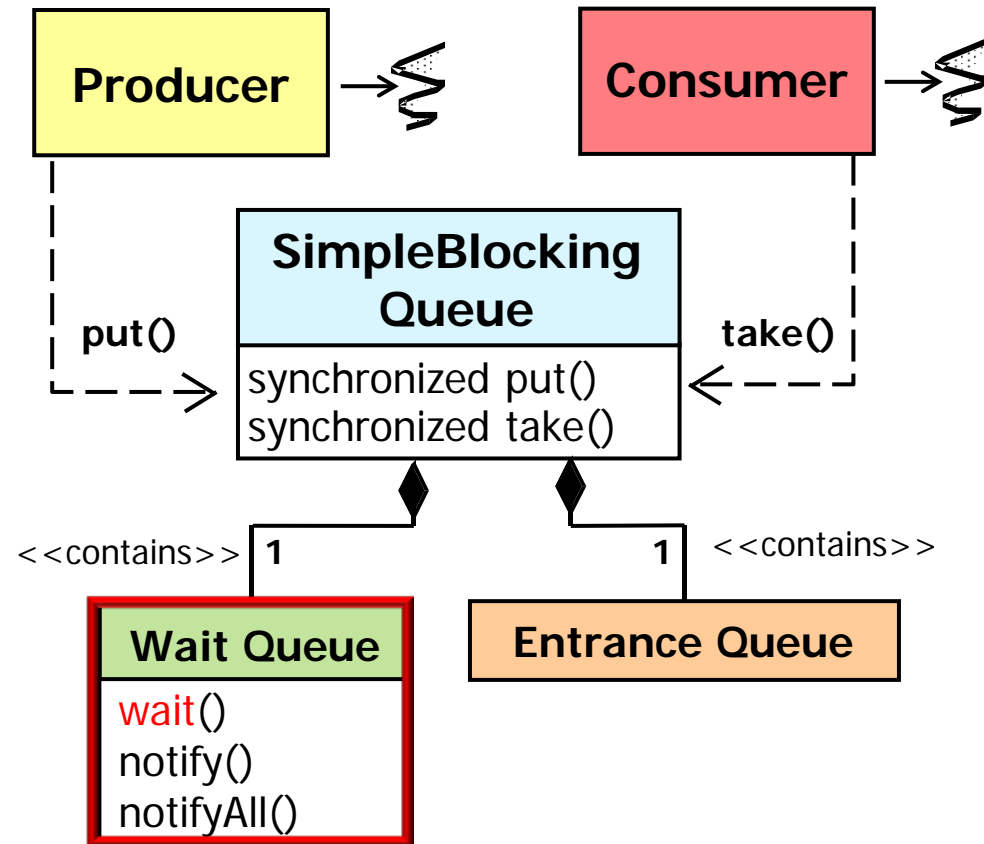 Producer
Consumer
SimpleBlocking
Queue
put()
take()
synchronized put()
synchronized take()
<<contains>>
1
1
<<contains>>
Wait Queue
Entrance Queue
wait()
notify()
notifyAll()